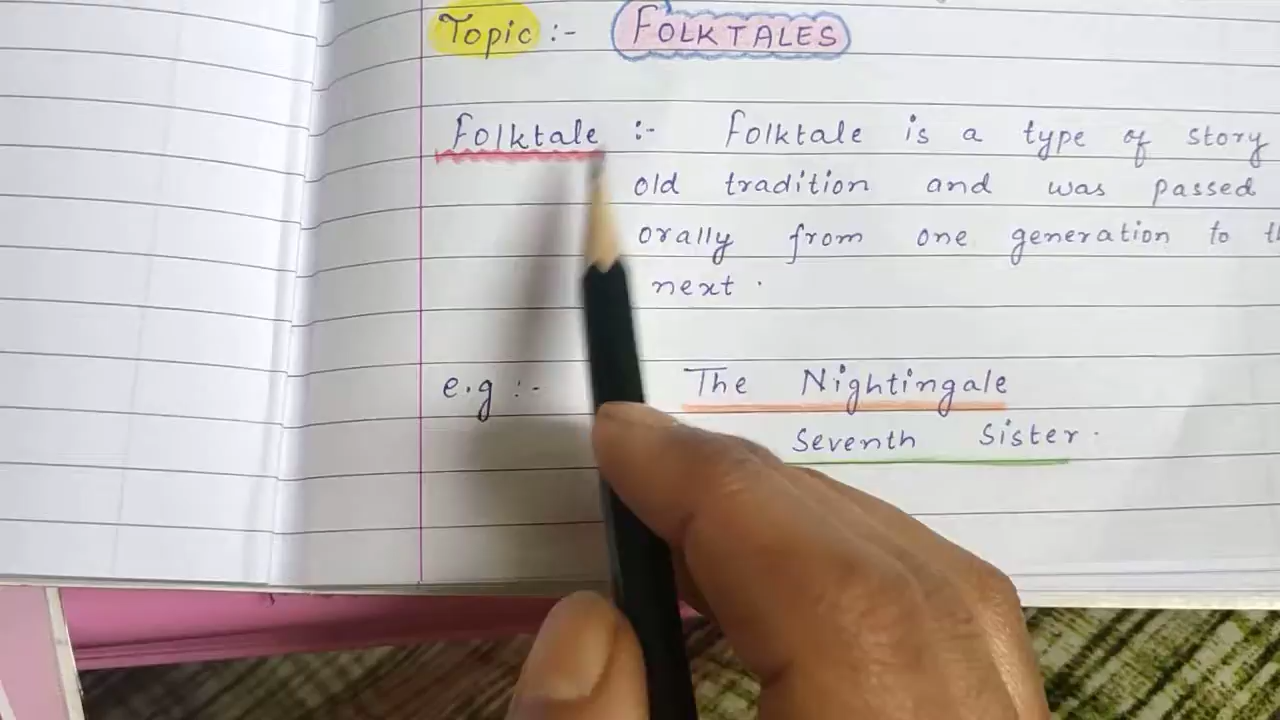 Topic :- FOLKTALES
Folktale :- Folktale is a type of story
old tradition and was passed
orally from one generation to
next .
e.g :- The Nightingale
Seventh Sister.